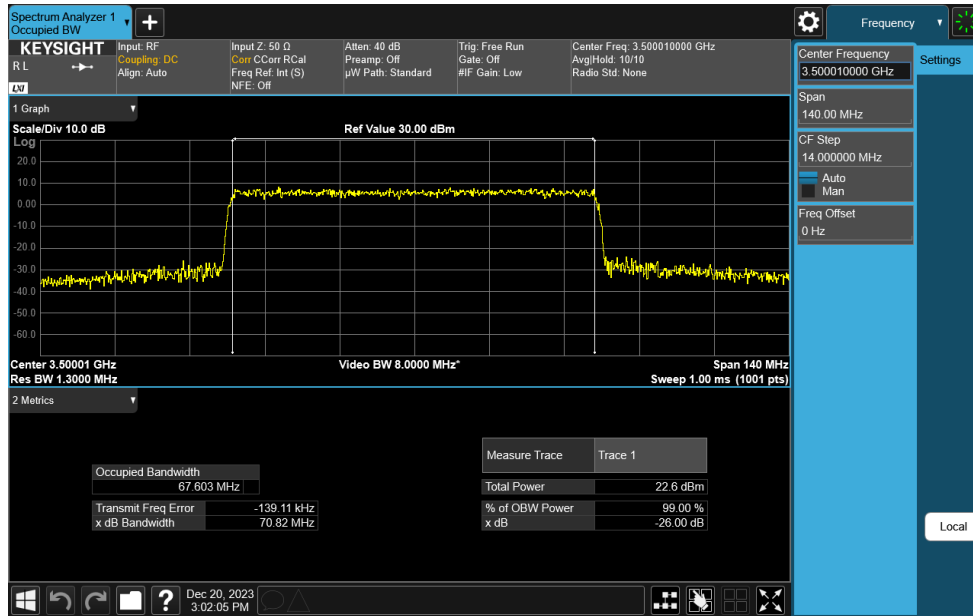 Spectrum Analyzer 1
Occupied BW
Frequency
KEYSIGHT
R L
LXI
Input: RF
Coupling: DC
Align: Auto
Input Z: 50 Ω
Corr CCorr RCal
Freq Ref: Int (S)
NFE: Off
Atten: 40 dB
Preamp: Off
µW Path: Standard
Trig: Free Run
Gate: Off
#IF Gain: Low
Center Freq: 3.500010000 GHz
Avg|Hold: 10/10
Radio Std: None
Center Frequency
3.500010000 GHz
Settings
Span
140.00 MHz
CF Step
14.000000 MHz
Auto
Man
Freq Offset
0 Hz
1 Graph
Scale/Div 10.0 dB
Ref Value 30.00 dBm
Log
20.0
10.0
0.00
-10.0
-20.0
-30.0
-40.0
-50.0
-60.0
Center 3.50001 GHz
Video BW 8.0000 MHz*
Span 140 MHz
Res BW 1.3000 MHz
Sweep 1.00 ms (1001 pts)
2 Metrics
Measure Trace
Trace 1
Occupied Bandwidth
67.603 MHz
Total Power
22.6 dBm
Transmit Freq Error
-139.11 kHz
% of OBW Power
99.00 %
x dB Bandwidth
70.82 MHz
x dB
-26.00 dB
Local
?
Dec 20, 2023
3:02:05 PM